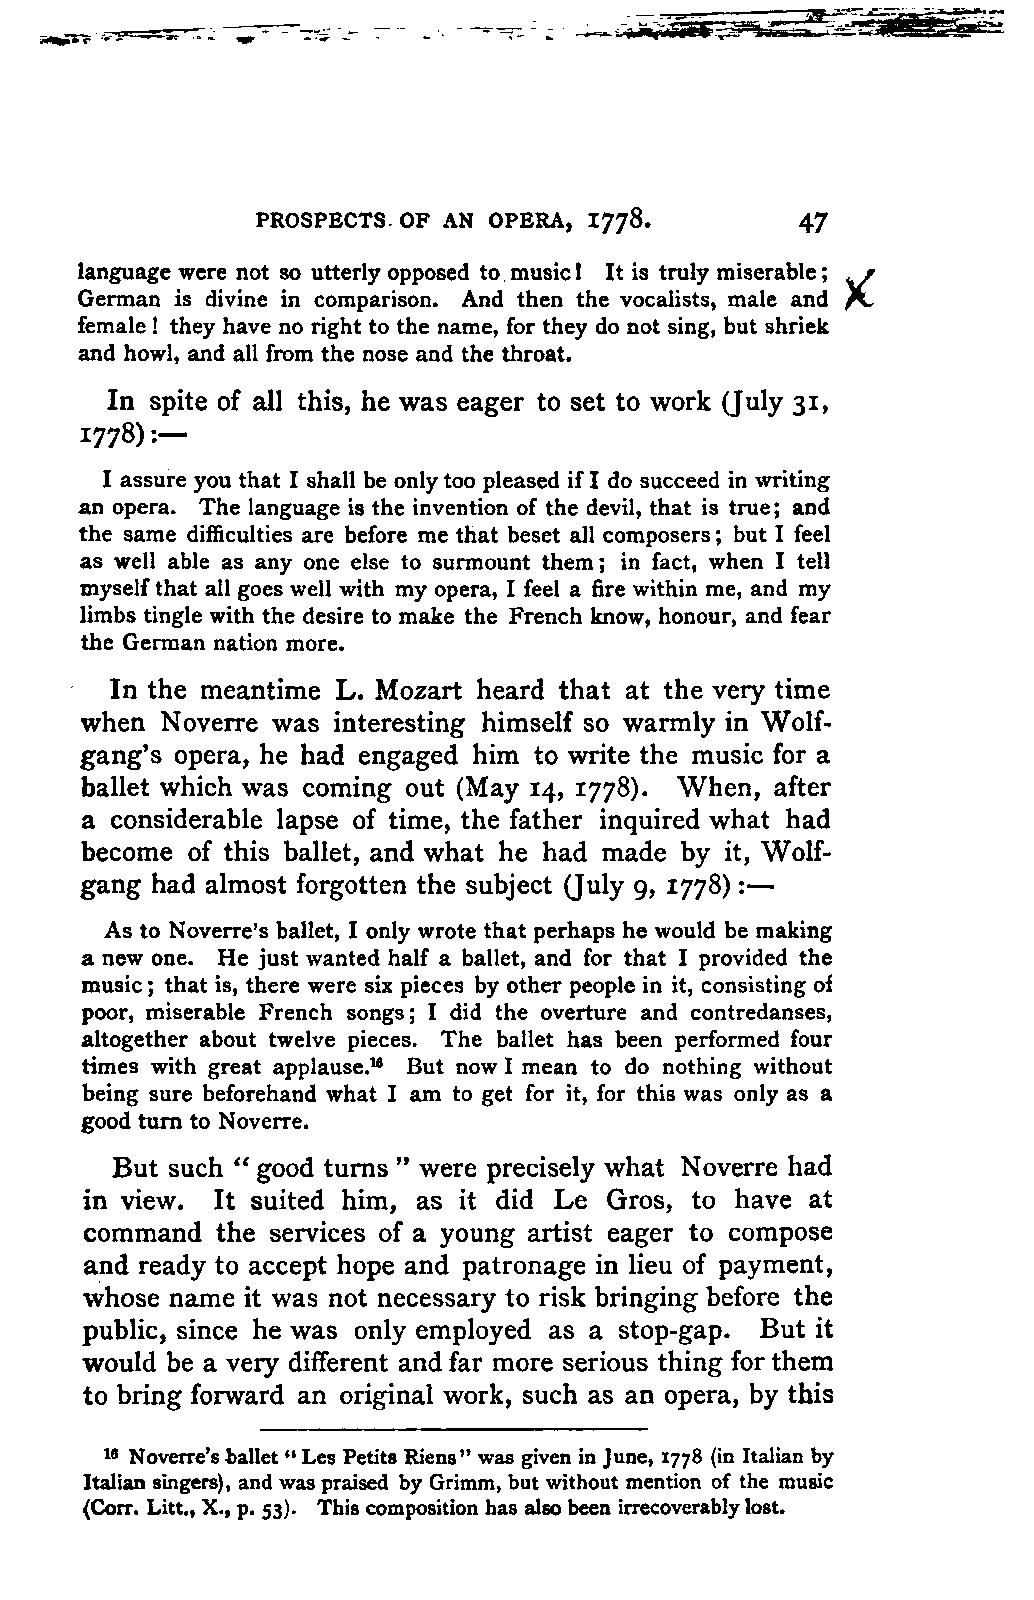 PROSPECTS OF AN OPERA, 1778. 47
language were not so utterly opposed to music! It is truly miserable;
German is divine in comparison. And then the vocalists, male and
female! they have no right to the name, for they do not sing, but shriek
and howl, and all from the nose and the throat.
In spite of all this, he was eager to set to work (July 31,
1778):—
I assure you that I shall be only too pleased if I do succeed in writing
an opera. The language is the invention of the devil, that is true; and
the same difficulties are before me that beset all composers; but I feel
as well able as any one else to surmount them; in fact, when I tell
myself that all goes well with my opera, I feel a fire within me, and my
limbs tingle with the desire to make the French know, honour, and fear
the German nation more.
In the meantime L. Mozart heard that at the very time
when Noverre was interesting himself so warmly in Wolf-
gang's opera, he had engaged him to write the music for a
ballet which was coming out (May 14, 1778). When, after
a considerable lapse of time, the father inquired what had
become of this ballet, and what he had made by it, Wolf-
gang had almost forgotten the subject (July 9, 1778):—
As to Noverre's ballet, I only wrote that perhaps he would be making
a new one. He just wanted half a ballet, and for that I provided the
music; that is, there were six pieces by other people in it, consisting of
poor, miserable French songs; I did the overture and contredanses,
altogether about twelve pieces. The ballet has been performed four
times with great applause.¹⁶ But now I mean to do nothing without
being sure beforehand what I am to get for it, for this was only as a
good turn to Noverre.
But such "good turns" were precisely what Noverre had
in view. It suited him, as it did Le Gros, to have at
command the services of a young artist eager to compose
and ready to accept hope and patronage in lieu of payment,
whose name it was not necessary to risk bringing before the
public, since he was only employed as a stop-gap. But it
would be a very different and far more serious thing for them
to bring forward an original work, such as an opera, by this
¹⁶ Noverre's ballet "Les Petits Riens" was given in June, 1778 (in Italian by
Italian singers), and was praised by Grimm, but without mention of the music
(Corr. Litt., X., p. 53). This composition has also been irrecoverably lost.